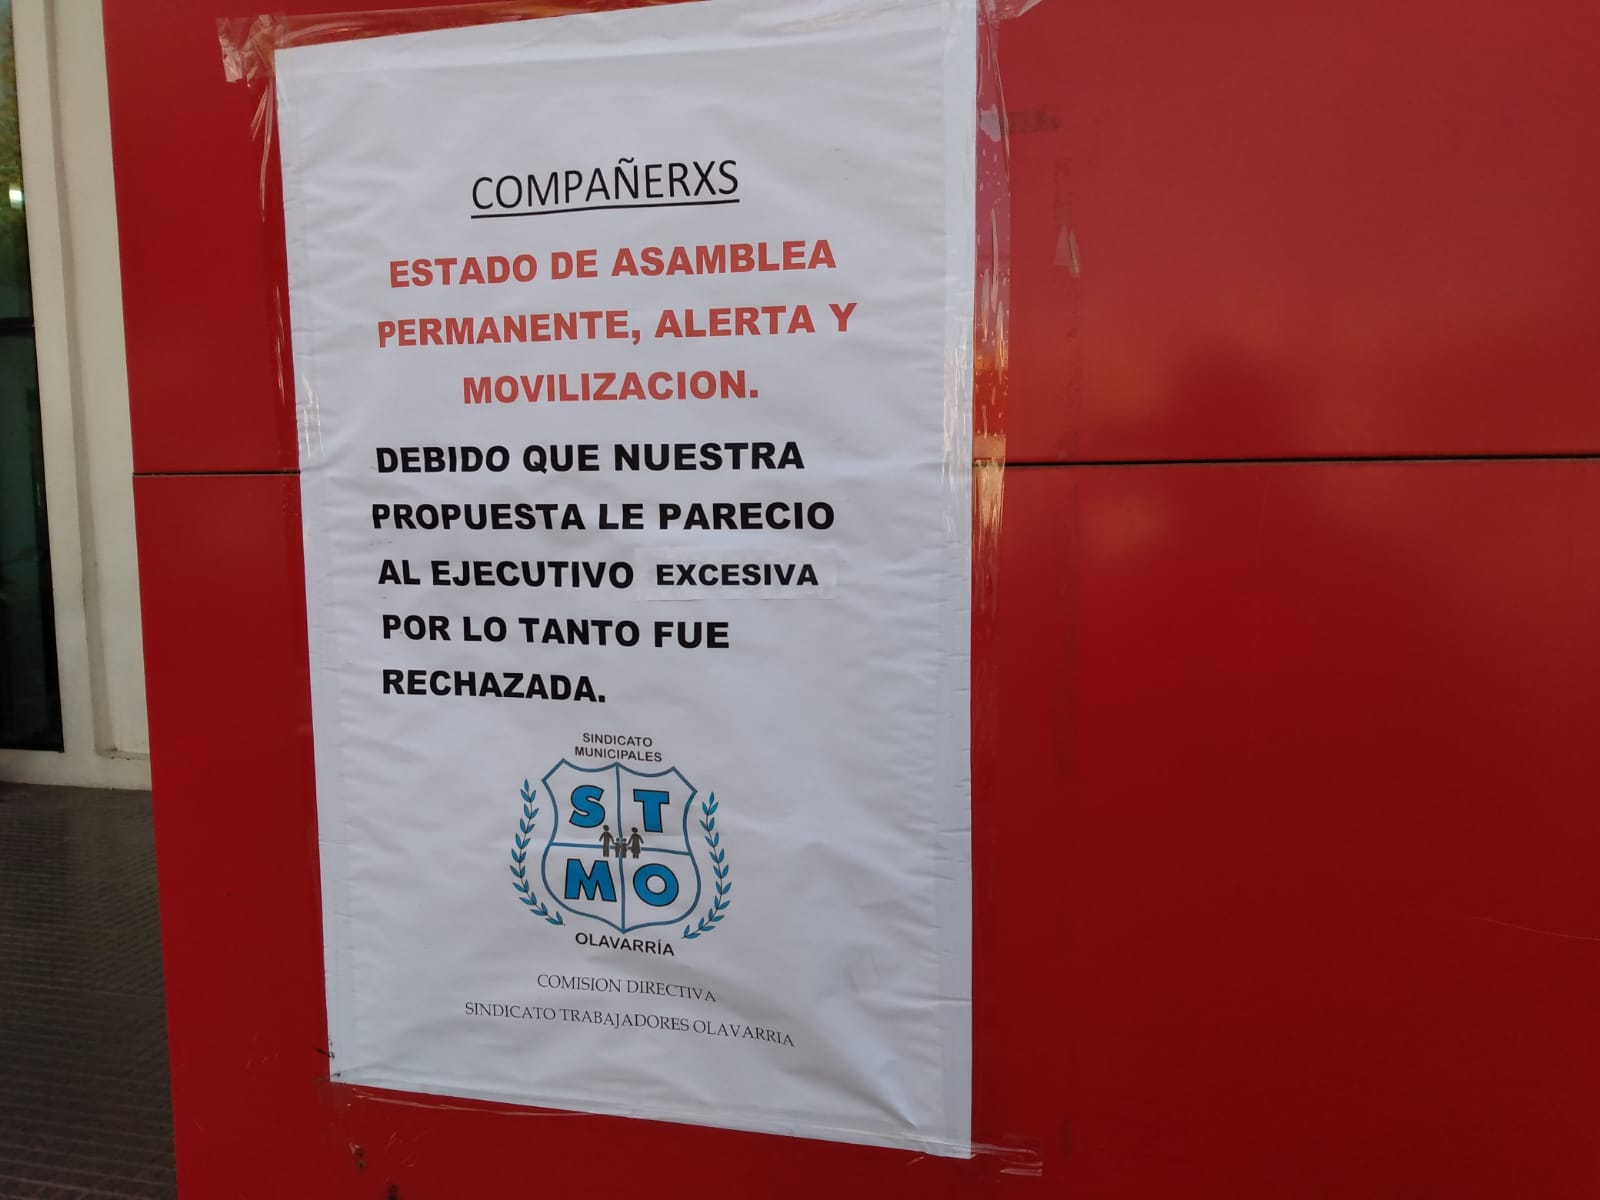 COMPAÑERXS
ESTADO DE ASAMBLEA
PERMANENTE, ALERTA Y
MOVILIZACION.
DEBIDO QUE NUESTRA
PROPUESTA LE PARECIO
AL EJECUTIVO EXCESIVA
POR LO TANTO FUE
RECHAZADA.
SINDICATO
MUNICIPALES
S T
M O
OLAVARRÍA
COMISION DIRECTIVA
SINDICATO TRABAJADORES OLAVARRIA